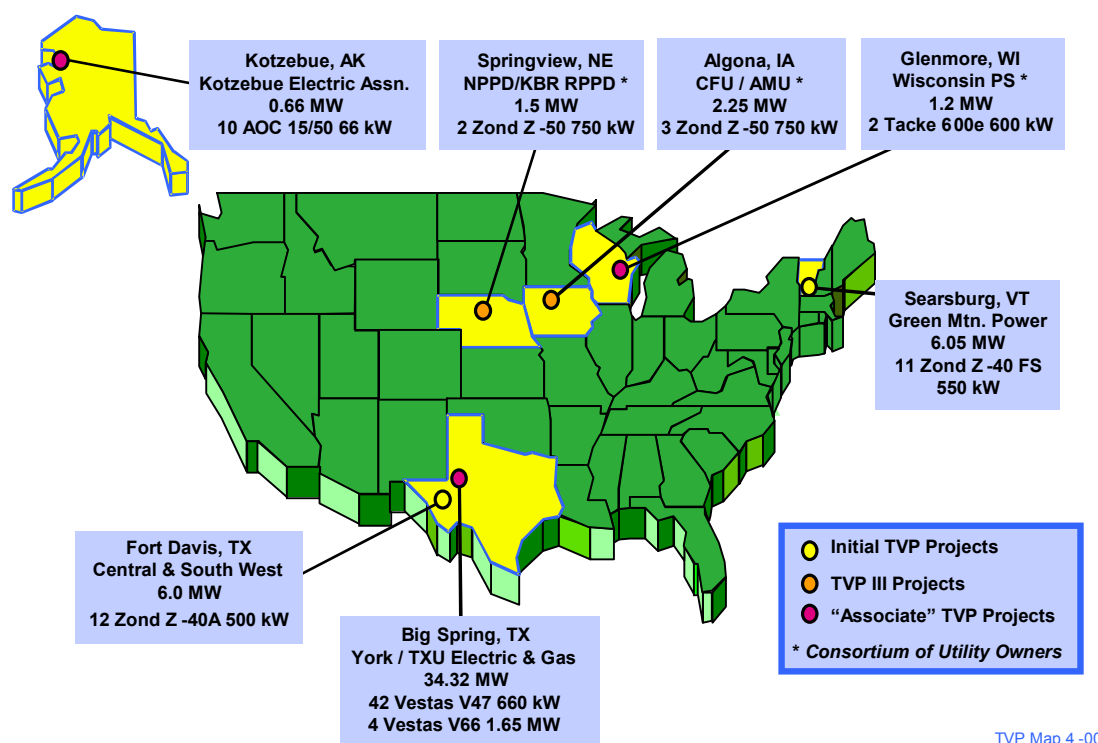 Kotzebue, AK
Kotzebue Electric Assn.
0.66 MW
10 AOC 15/50 66 kW
Springview, NE
NPPD/KBR RPPD *
1.5 MW
2 Zond Z -50 750 kW
Algona, IA
CFU / AMU *
2.25 MW
3 Zond Z -50 750 kW
Glenmore, WI
Wisconsin PS *
1.2 MW
2 Tacke 600e 600 kW
Searsburg, VT
Green Mtn. Power
6.05 MW
11 Zond Z -40 FS
550 kW
Fort Davis, TX
Central & South West
6.0 MW
12 Zond Z -40A 500 kW
Big Spring, TX
York / TXU Electric & Gas
34.32 MW
42 Vestas V47 660 kW
4 Vestas V66 1.65 MW
Initial TVP Projects
TVP III Projects
“Associate” TVP Projects
* Consortium of Utility Owners
TVP Map 4 -00